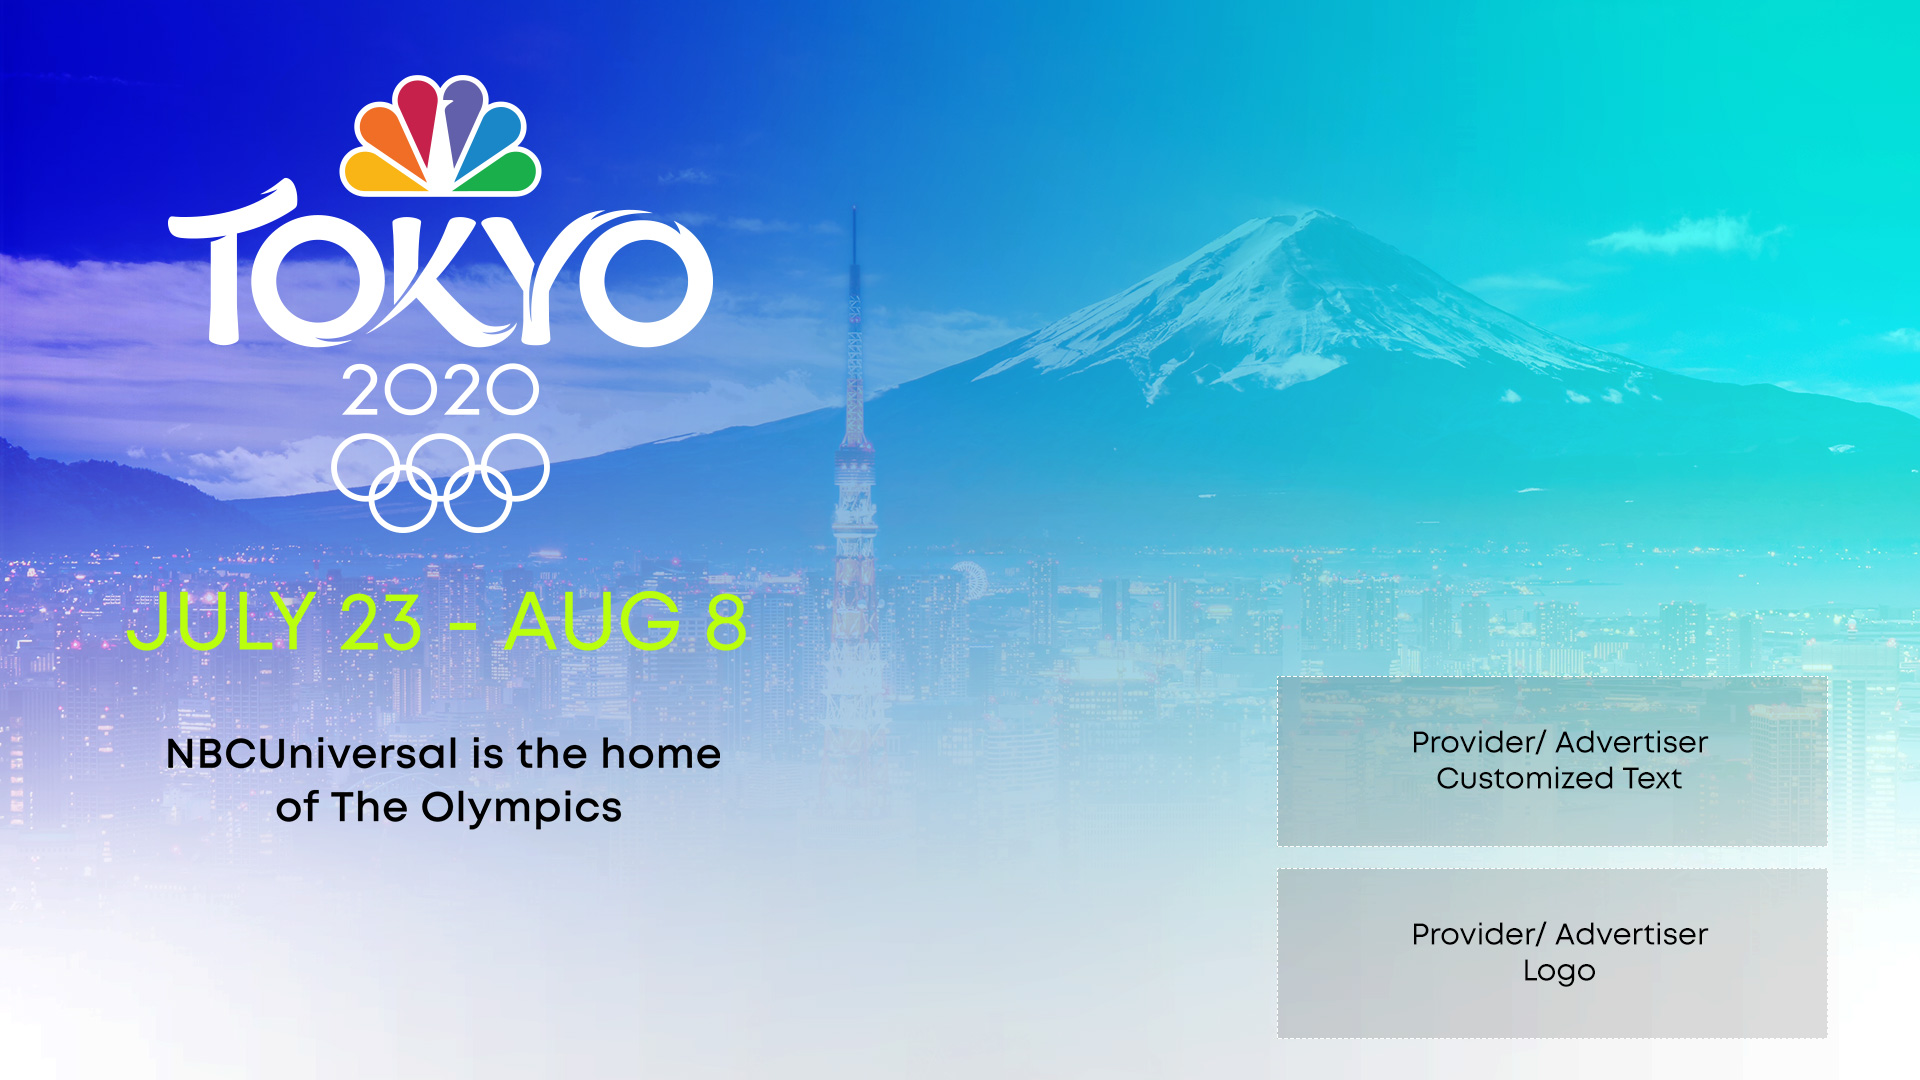 TOKYO
2020
JULY 23 - AUG 8
NBCUniversal is the home
of The Olympics
Provider/ Advertiser
Customized Text
Provider/ Advertiser
Logo